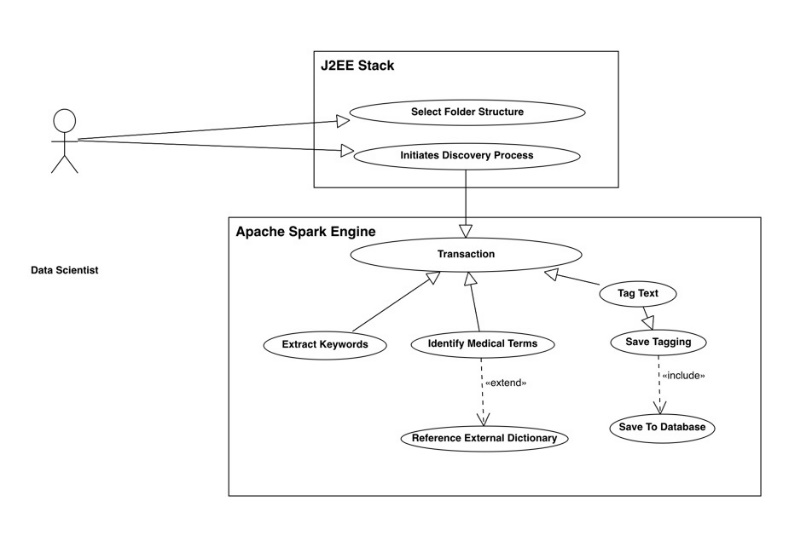 J2EE Stack
Select Folder Structure
Initiates Discovery Process
Apache Spark Engine
Transaction
Data Scientist
Tag Text
Extract Keywords
Identify Medical Terms
Save Tagging
«extend»
«include»
Reference External Dictionary
Save To Database